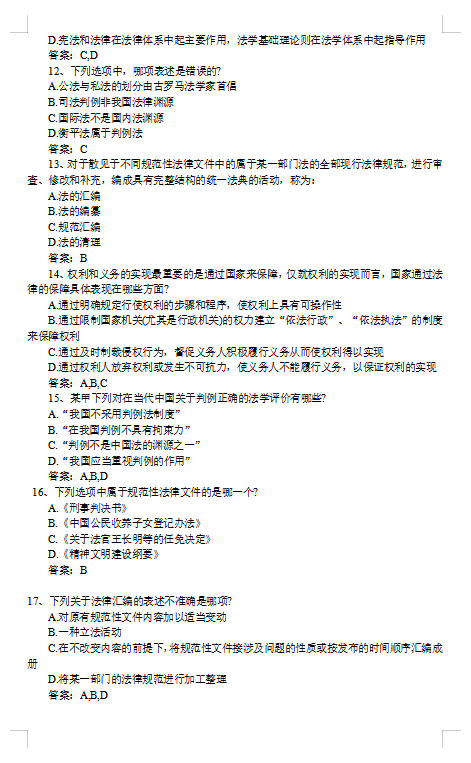 D.宪法和法律在法律体系中起主要作用，法学基础理论则在法学体系中起指导作用
答案：C,D
12、下列选项中，哪项表述是错误的?
A.公法与私法的划分由古罗马法学家首倡
B.司法判例非我国法律渊源
C.国际法不是国内法渊源
D.衡平法属于判例法
答案：C
13、对于散见于不同规范性法律文件中的属于某一部门法的全部现行法律规范，进行审
查、修改和补充，编成具有完整结构的统一法典的活动，称为：
A.法的汇编
B.法的编纂
C.规范汇编
D.法的清理
答案：B
14、权利和义务的实现最重要的是通过国家来保障，仅就权利的实现而言，国家通过法
律的保障具体表现在哪些方面?
A.通过明确规定行使权利的步骤和程序，使权利上具有可操作性
B.通过限制国家机关(尤其是行政机关)的权力建立“依法行政”、“依法执法”的制度
来保障权利
C.通过及时制裁侵权行为，督促义务人积极履行义务从而使权利得以实现
D.通过权利人放弃权利或发生不可抗力，使义务人不能履行义务，以保证权利的实现
答案：A,B,C
15、某甲下列对在当代中国关于判例正确的法学评价有哪些?
A.“我国不采用判例法制度”
B.“在我国判例不具有拘束力”
C.“判例不是中国法的渊源之一”
D.“我国应当重视判例的作用”
答案：A,B,D
16、下列选项中属于规范性法律文件的是哪一个?
A.《刑事判决书》
B.《中国公民收养子女登记办法》
C.《关于法官王长明等的任免决定》
D.《精神文明建设纲要》
答案：B
17、下列关于法律汇编的表述不准确是哪项?
A.对原有规范性文件内容加以适当变动
B.一种立法活动
C.在不改变内容的前提下，将规范性文件按涉及问题的性质或按发布的时间顺序汇编成
册
D.将某一部门的法律规范进行加工整理
答案：A,B,D